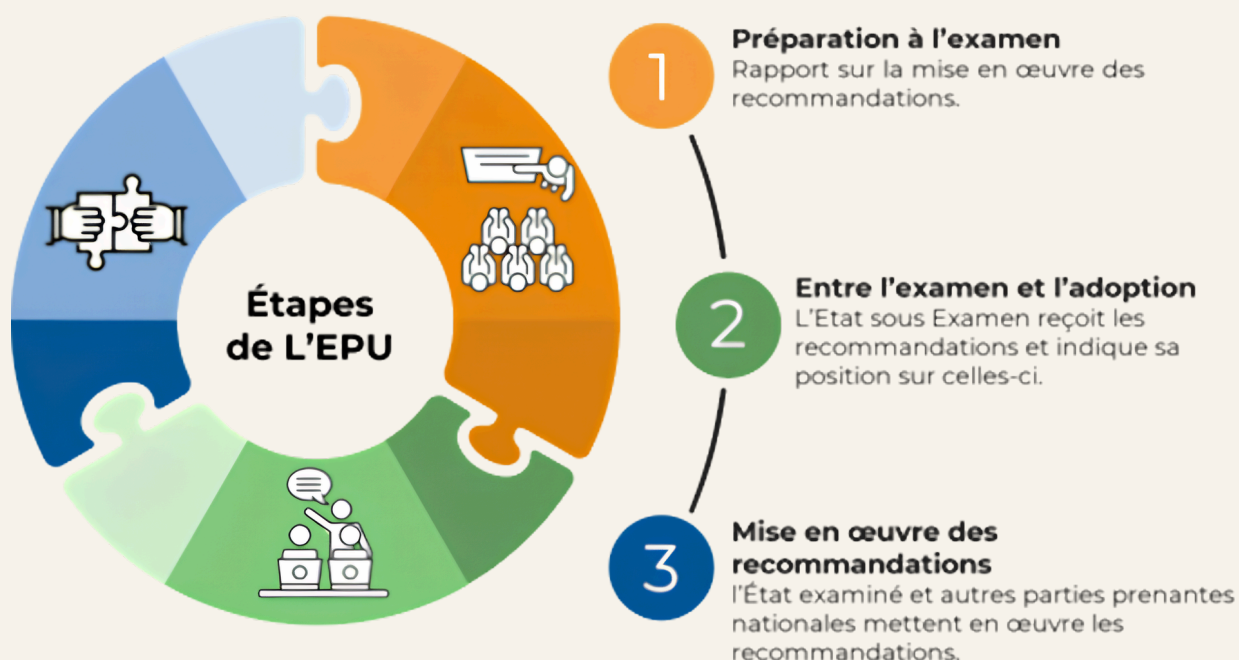 Étapes
de L'EPU
1
Préparation à l'examen
Rapport sur la mise en œuvre des
recommandations.
2
Entre l'examen et l'adoption
L'Etat sous Examen reçoit les
recommandations et indique sa
position sur celles-ci.
3
Mise en œuvre des
recommandations
l'État examiné et autres parties prenantes
nationales mettent en œuvre les
recommandations.